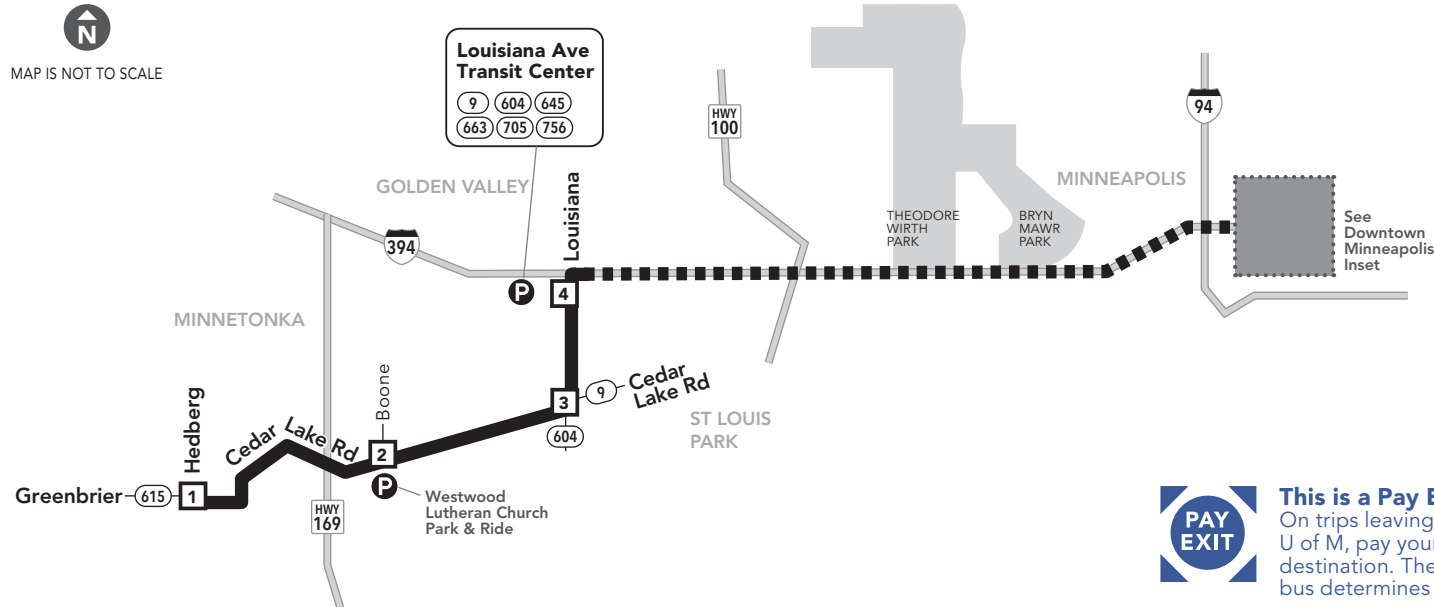 N
MAP IS NOT TO SCALE
Louisiana Ave
Transit Center
9 604 645
663 705 756
HWY
100
94
GOLDEN VALLEY
MINNEAPOLIS
Louisiana
THEODORE
WIRTH
PARK
BRYN
MAWR
PARK
See
Downtown
Minneapolis
Inset
394
P
4
MINNETONKA
Boone
Hedberg
Cedar Lake Rd
3
9
Cedar
Lake Rd
604
ST LOUIS
PARK
2
Greenbrier
615
1
P
Westwood
Lutheran Church
Park & Ride
HWY
169
PAY
EXIT
This is a Pay
On trips leaving
U of M, pay your
destination. The
bus determines